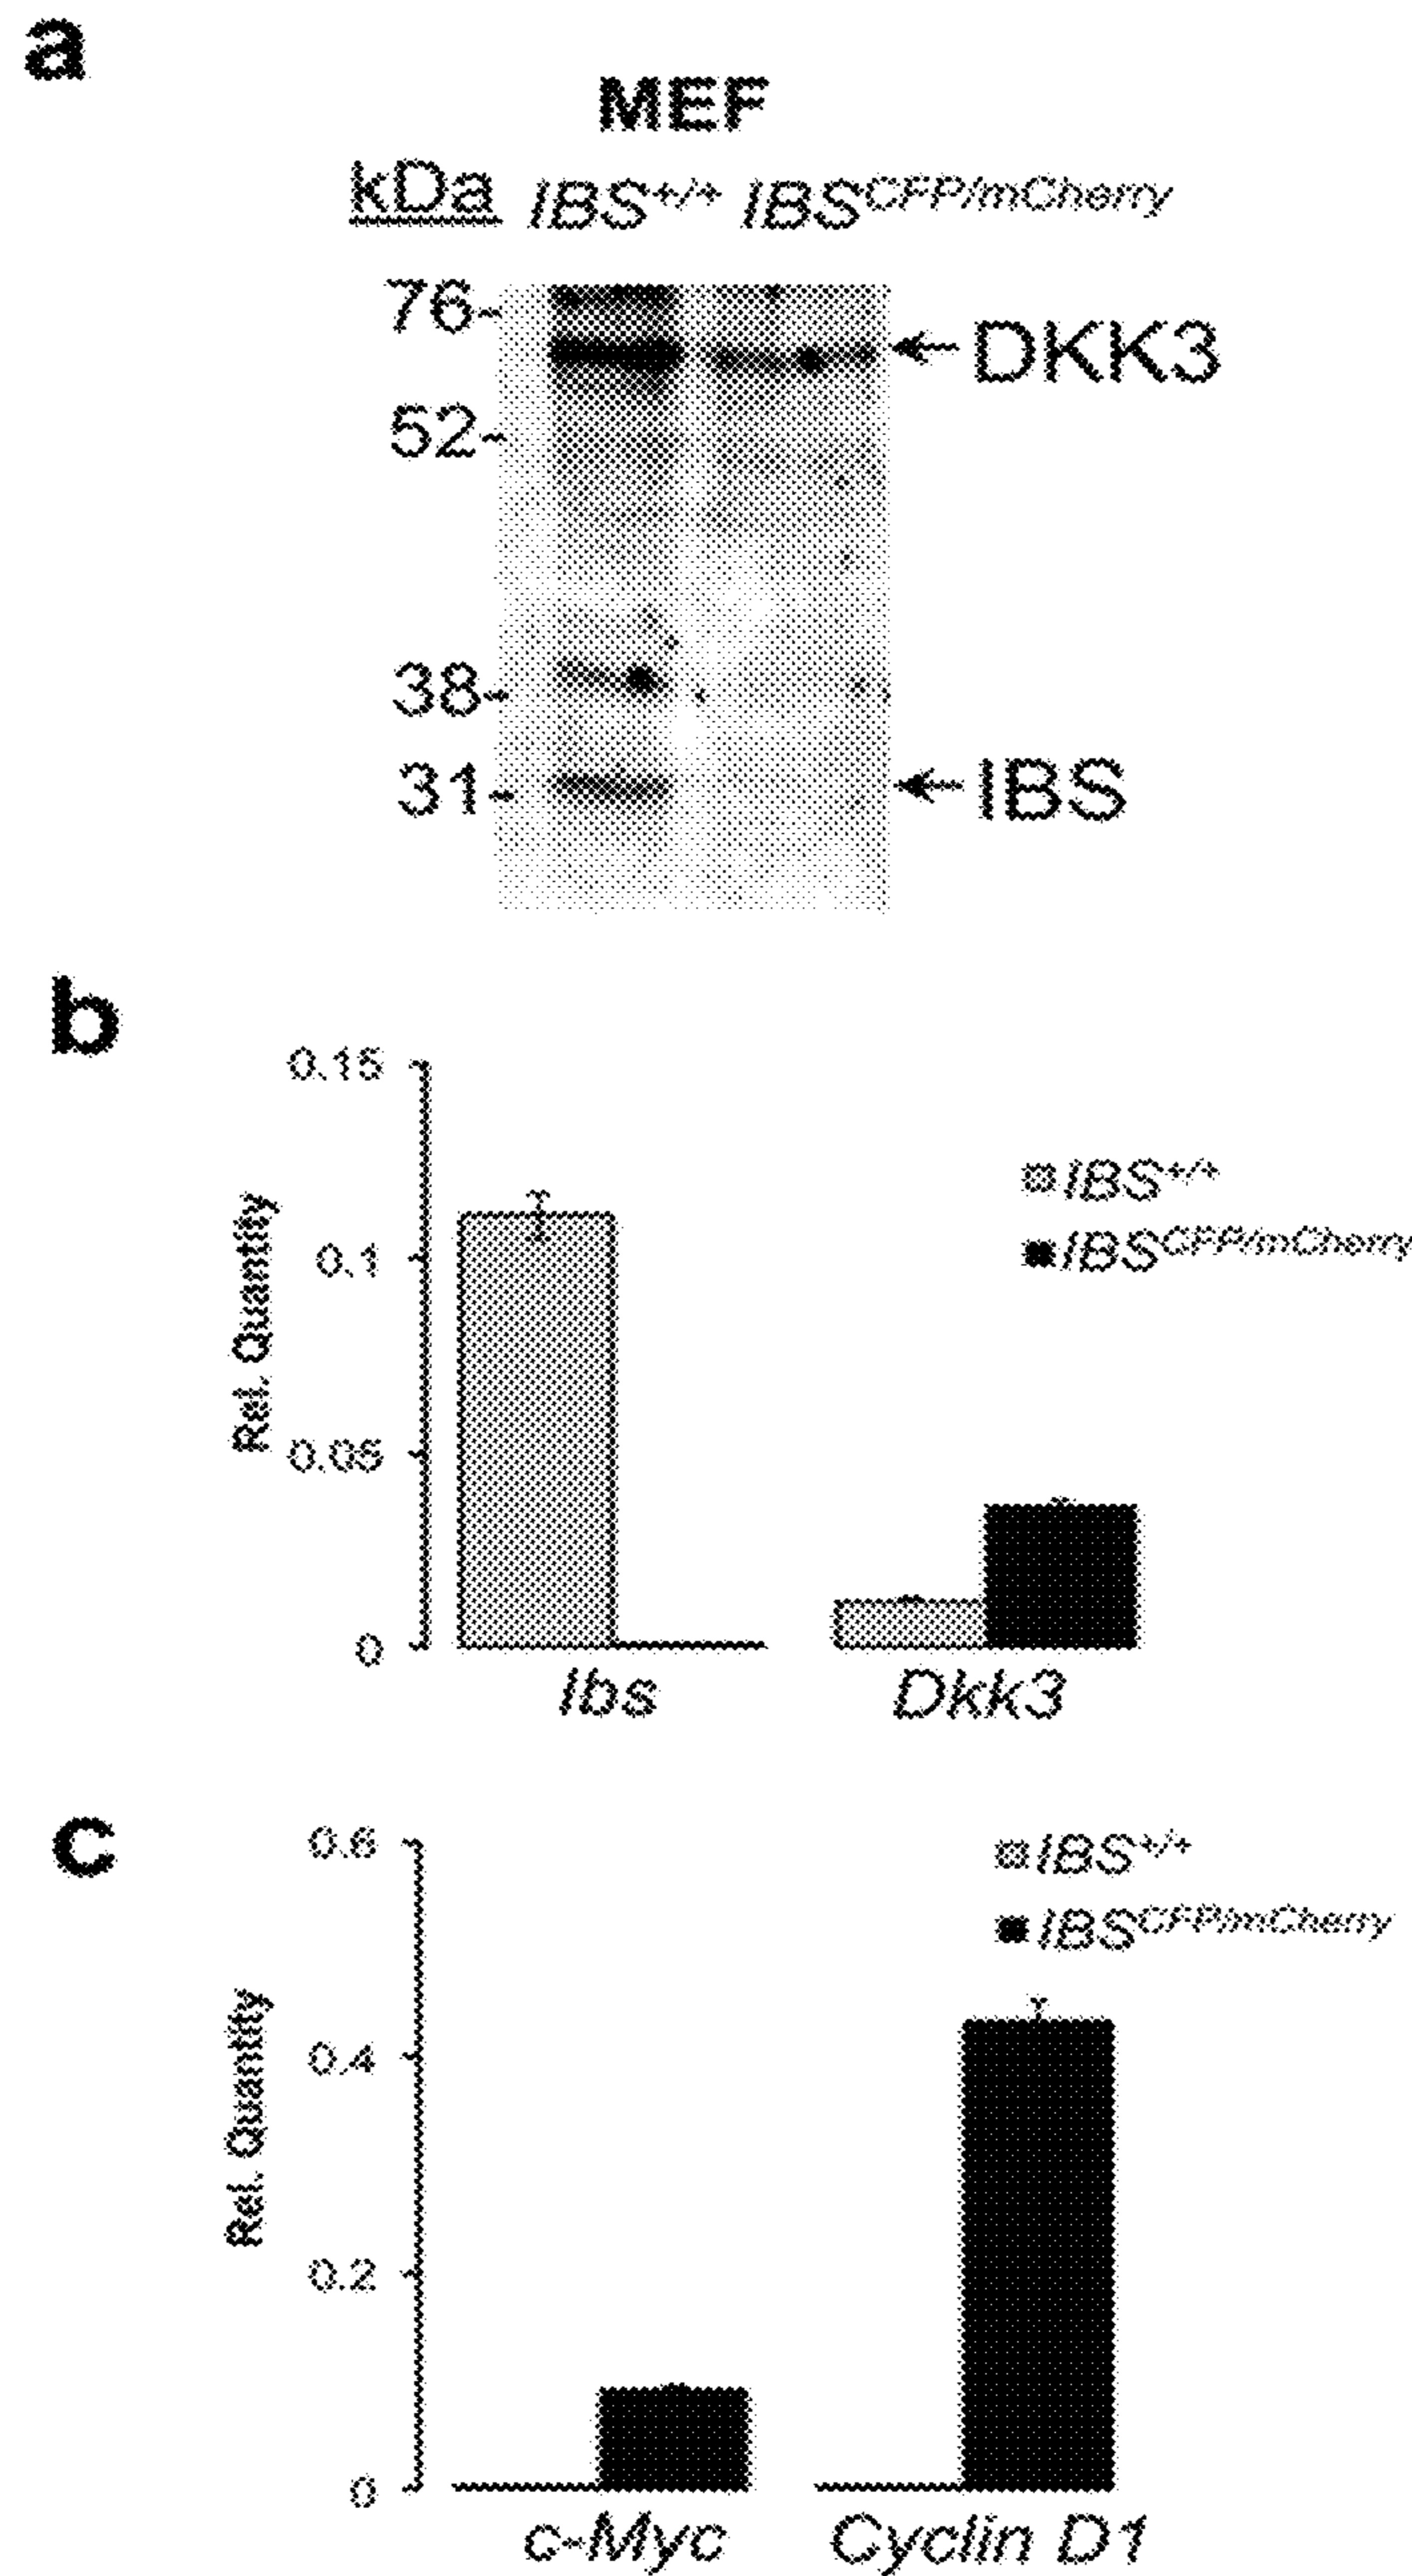 a
MEF
kDa IBS+/+ IBSCFP/mCherry
76-
DKK3
52-
38-
31-
IBS
b
0.15
IBS+/+
IBSCFP/mCherry
0.1
Rel. Quantity
0.05
0
Ibs Dkk3
c
0.6
IBS+/+
IBSCFP/mCherry
0.4
Rel. Quantity
0.2
0
c-Myc Cyclin D1